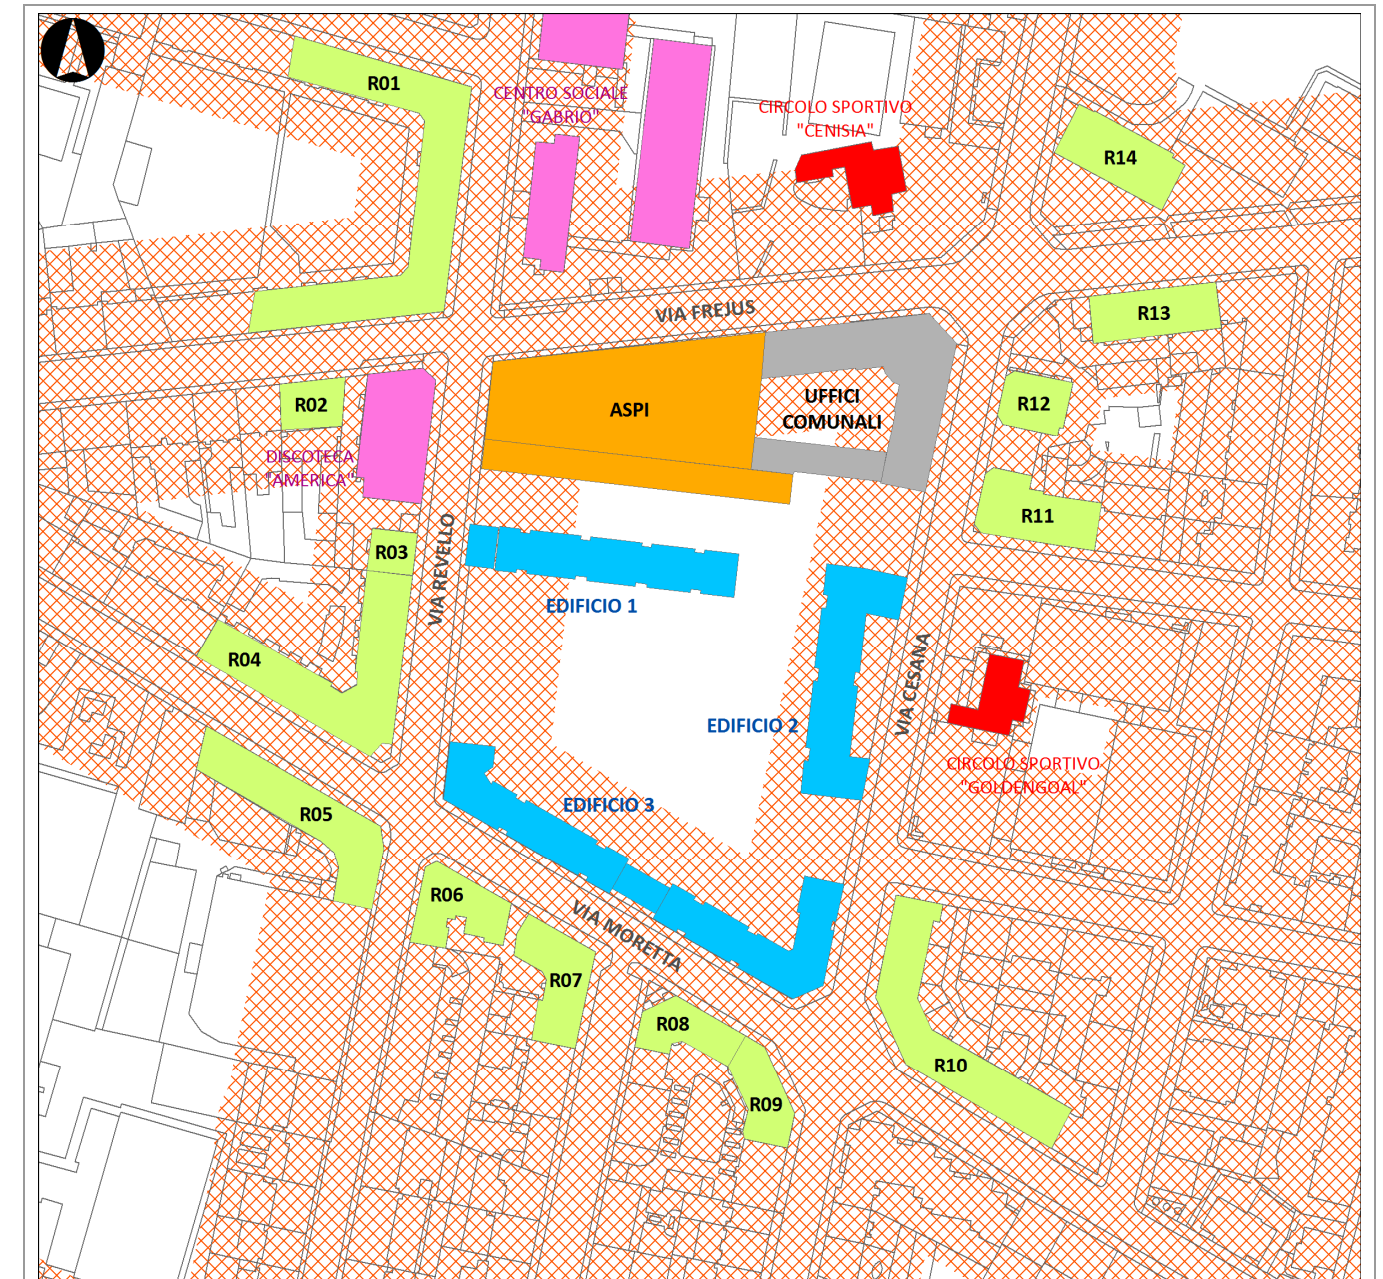 R01
CENTRO SOCIALE
"GABRIO"
CIRCOLO SPORTIVO
"CENISIA"
R14
VIA FREJUS
R13
R02
ASPI
UFFICI
COMUNALI
R12
DISCOTECA
"AMERICA"
R11
R03
VIA REVELLO
EDIFICIO 1
R04
VIA CESANA
EDIFICIO 2
CIRCOLO SPORTIVO
"GOLDENGOAL"
EDIFICIO 3
R05
R06
VIA MORETTA
R07
R08
R10
R09